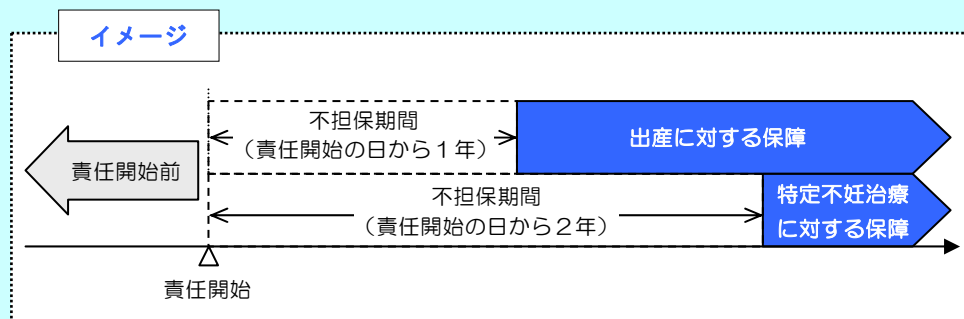 イメージ
責任開始前
不担保期間
（責任開始の日から１年）
出産に対する保障
不担保期間
（責任開始の日から２年）
特定不妊治療
に対する保障
責任開始